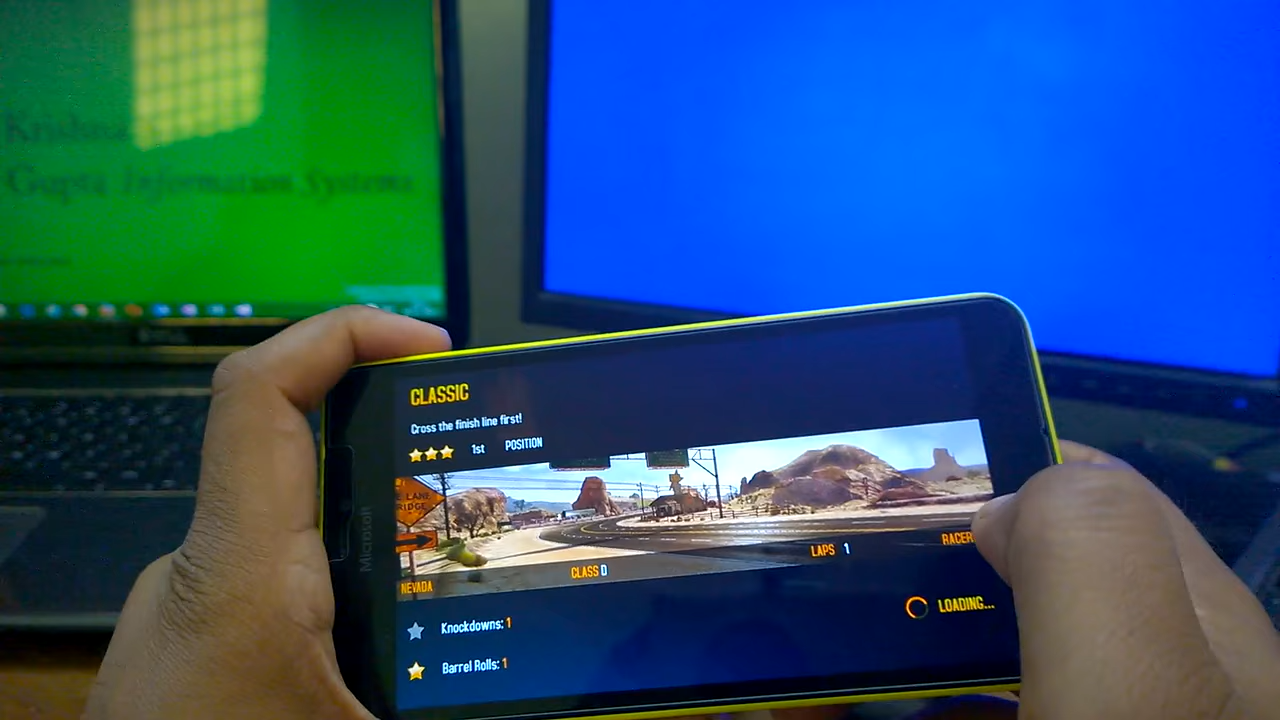 Krishna
Gupta Information Systems
Microsoft
CLASSIC
Cross the finish line first!
1st POSITION
E LANE
RIDGE
NEVADA
CLASS D
LAPS 1
RACER
LOADING...
Knockdowns: 1
Barrel Rolls: 1